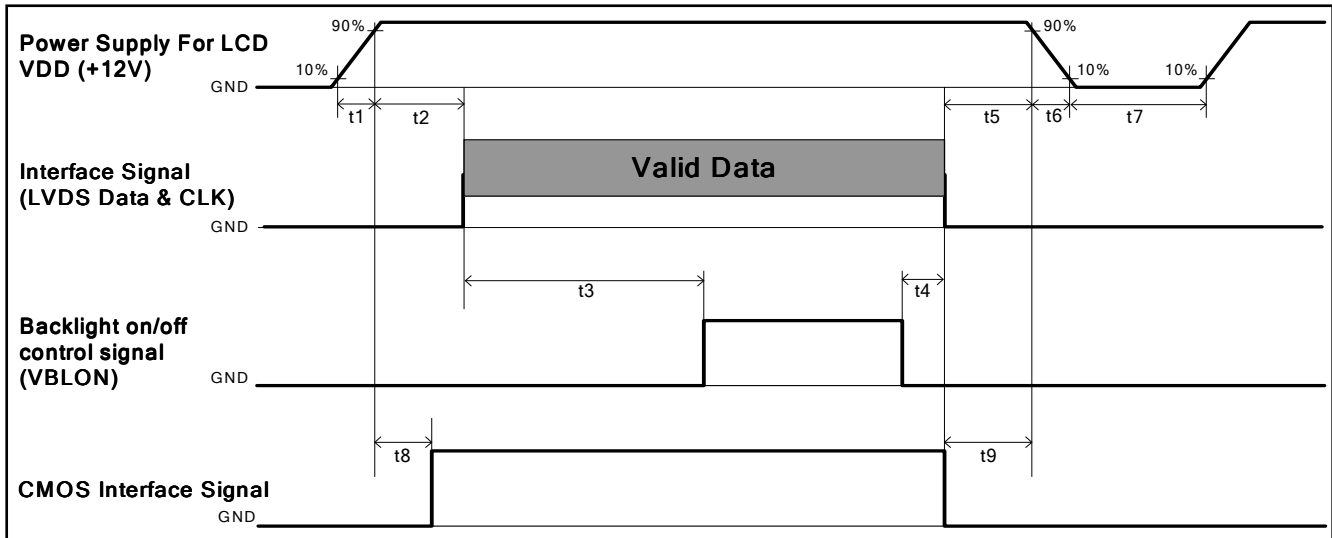 90%
90%
Power Supply For LCD
VDD (+12V)
10%
10%
10%
GND
t1
t2
t5
t6
t7
Valid Data
Interface Signal
(LVDS Data & CLK)
GND
t3
t4
Backlight on/off
control signal
(VBLON)
GND
t8
t9
CMOS Interface Signal
GND